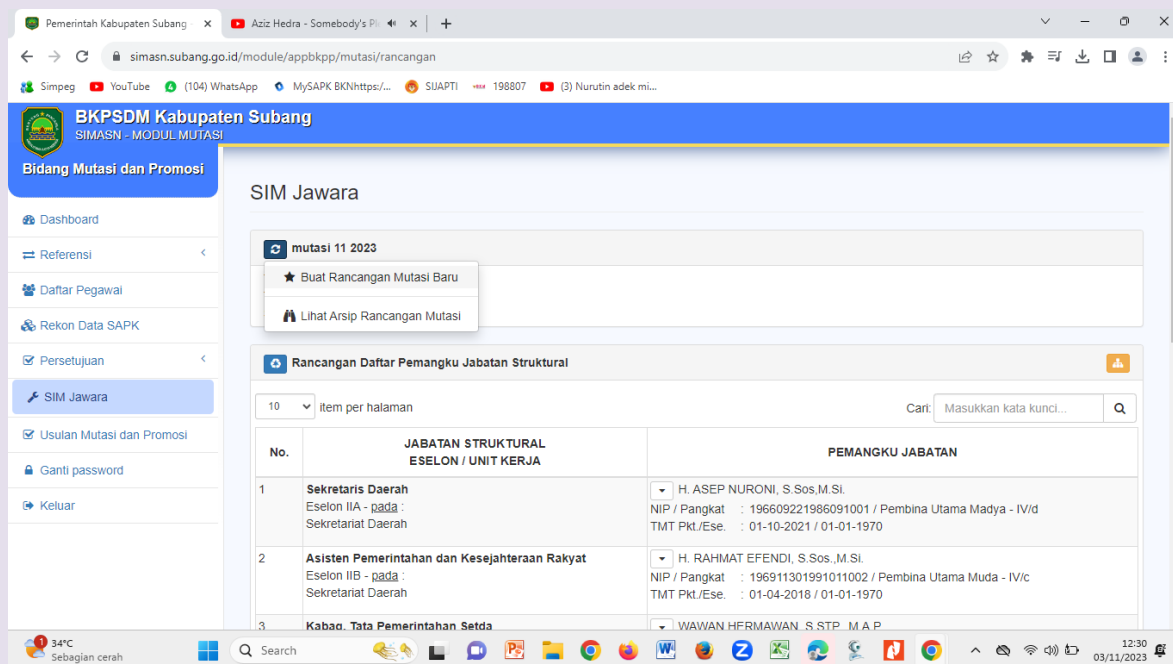 Pemerintah Kabupaten Subang
Aziz Hedra - Somebody's Pl
simasn.subang.go.id/module/appbkpp/mutasi/rancangan
Simpeg YouTube (104) WhatsApp MySAPK BKNhttps:/... SIJAPTI 198807 (3) Nurutin adek mi...
BKPSDM Kabupaten Subang
SIMASN - MODUL MUTASI
Bidang Mutasi dan Promosi
Dashboard
Referensi
Daftar Pegawai
Rekon Data SAPK
Persetujuan
SIM Jawara
Usulan Mutasi dan Promosi
Ganti password
Keluar
SIM Jawara
mutasi 11 2023
Buat Rancangan Mutasi Baru
Lihat Arsip Rancangan Mutasi
Rancangan Daftar Pemangku Jabatan Struktural
10 item per halaman
Cari: Masukkan kata kunci...
No.
JABATAN STRUKTURAL
ESELON / UNIT KERJA
PEMANGKU JABATAN
1
Sekretaris Daerah
Eselon IIA - pada :
Sekretariat Daerah
H. ASEP NURONI, S.Sos,M.Si.
NIP / Pangkat : 196609221986091001 / Pembina Utama Madya - IV/d
TMT Pkt./Ese. : 01-10-2021 / 01-01-1970
2
Asisten Pemerintahan dan Kesejahteraan Rakyat
Eselon IIB - pada :
Sekretariat Daerah
H. RAHMAT EFENDI, S.Sos.,M.Si.
NIP / Pangkat : 196911301991011002 / Pembina Utama Muda - IV/c
TMT Pkt./Ese. : 01-04-2018 / 01-01-1970
3
Kabag. Tata Pemerintahan Setda
WAWAN HERMAWAN, S.STP., M.A.P.
1
34°C
Sebagian cerah
Search
12:30
03/11/2023